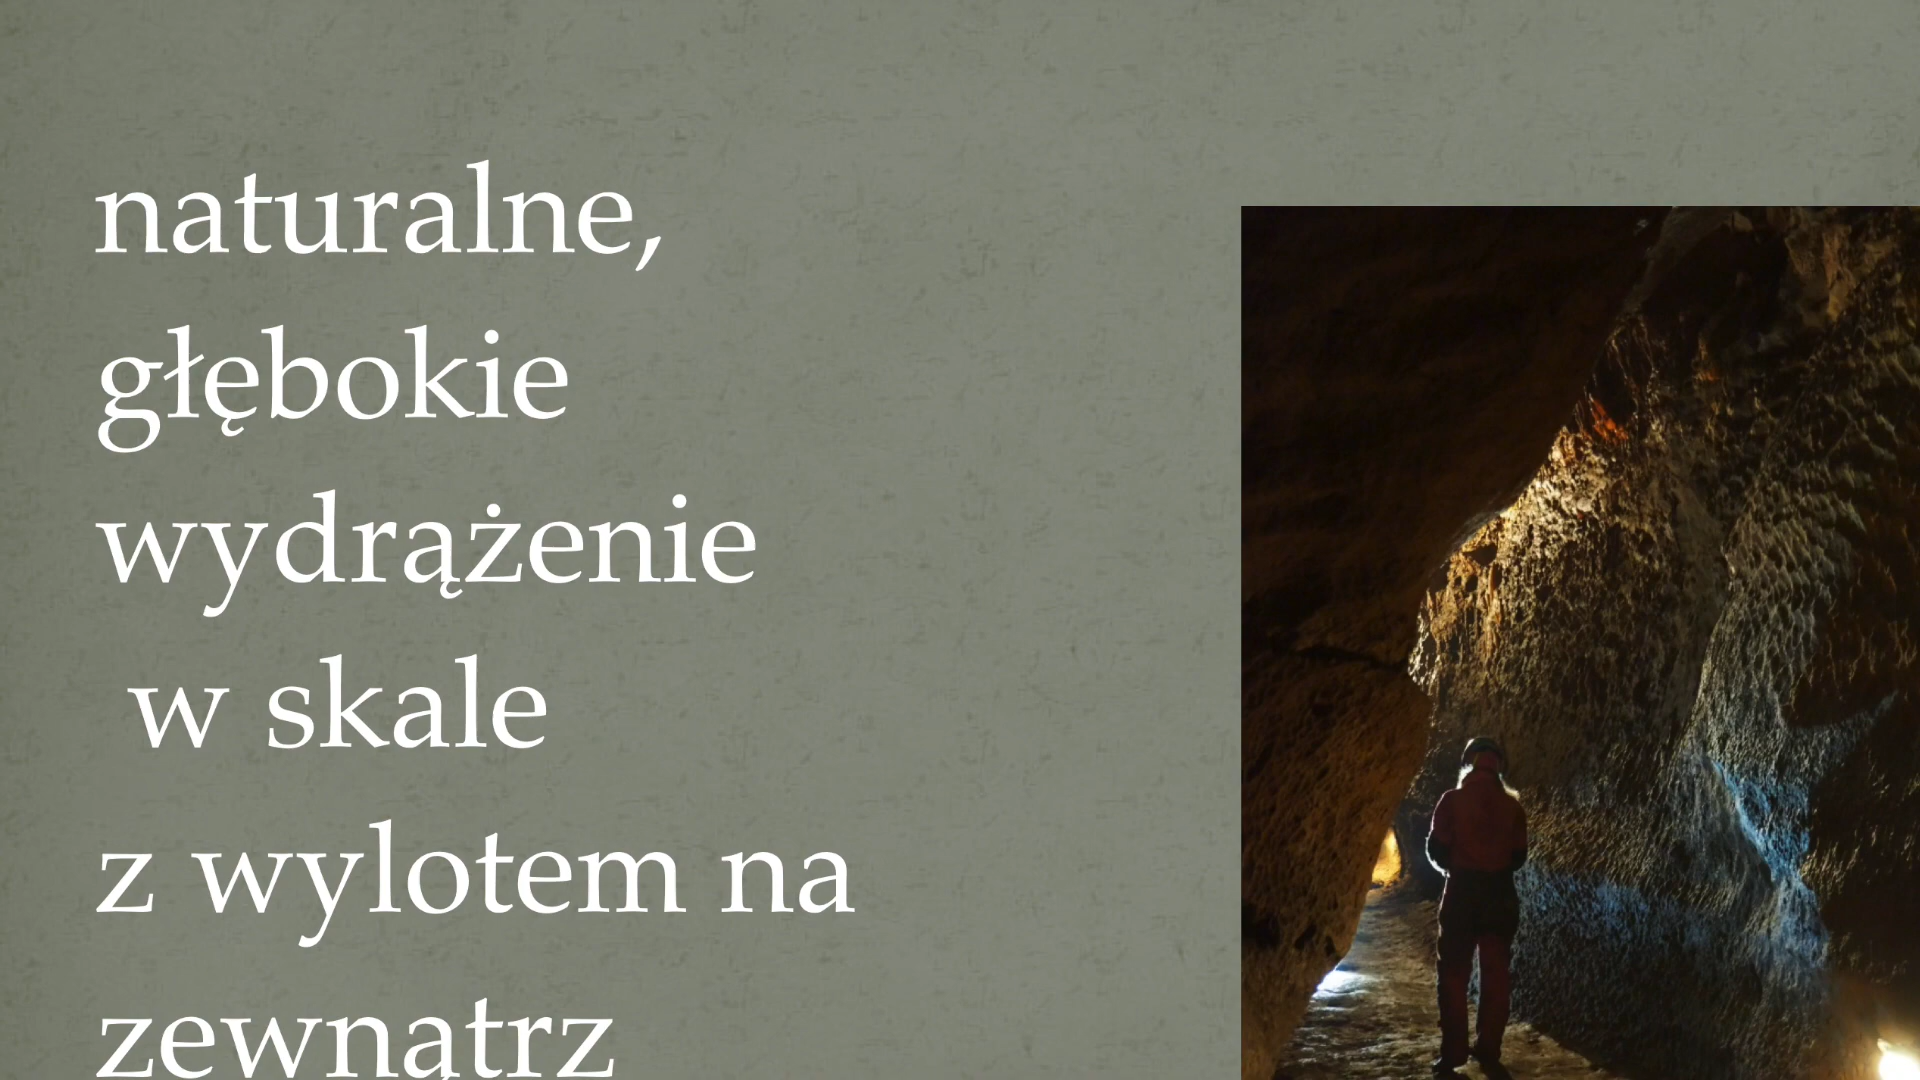 naturalne,
głębokie
wydrążenie
w skale
z wylotem na
zewnątrz